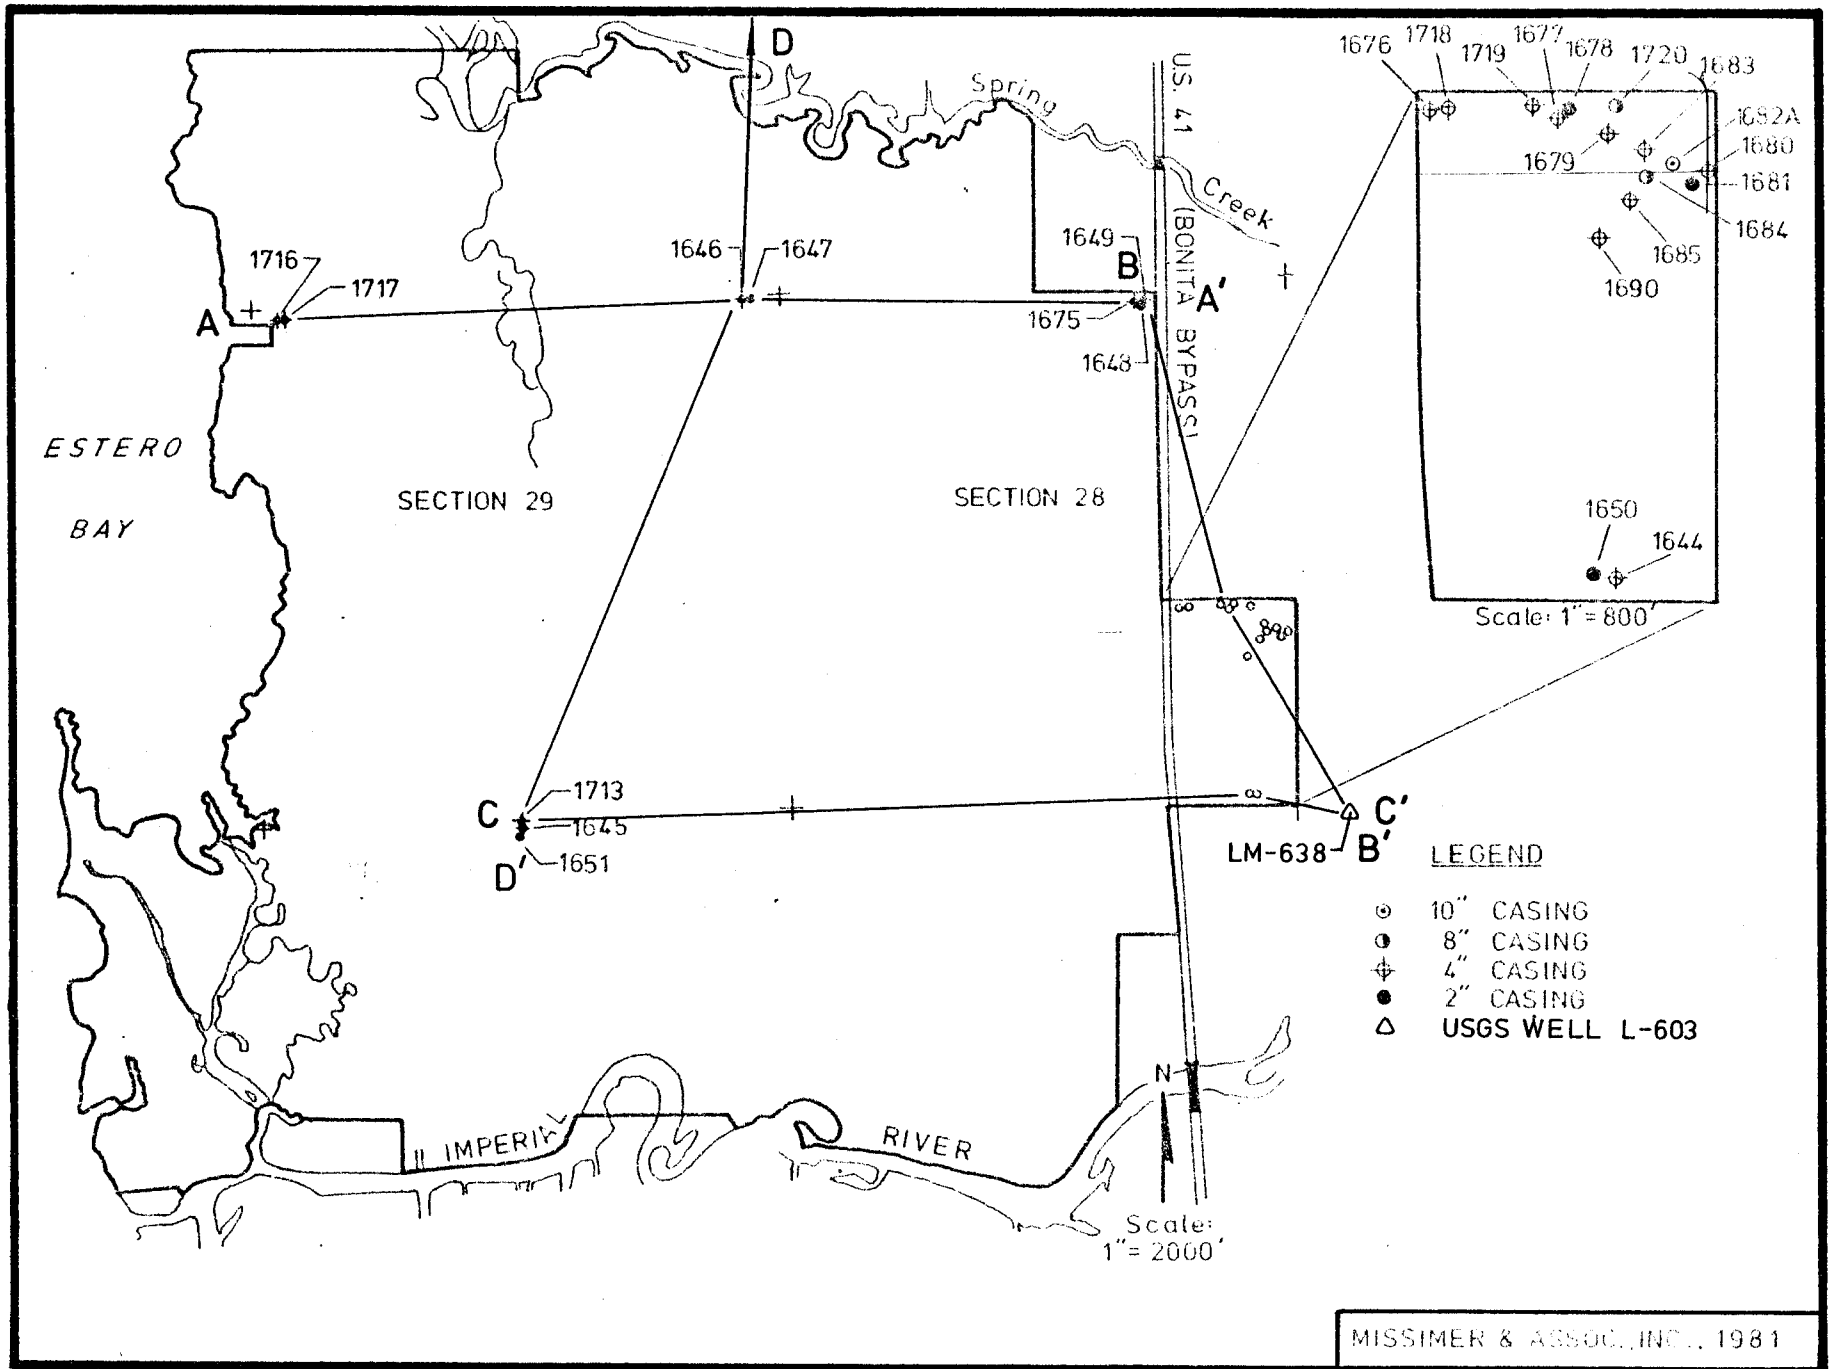 D
Spring
Creek
U.S. 41 (BONITA BYPASS)
1676
1718
1719
1677
1678
1720
1683
1682A
1680
1681
1679
1684
1685
1690
1650
1644
Scale: 1"=800'
1716
1717
A
1646
1647
1649
B
A'
1675
1648
ESTERO
BAY
SECTION 29
SECTION 28
C
1713
1645
1651
D'
C'
B'
LM-638
LEGEND
10" CASING
8" CASING
4" CASING
2" CASING
USGS WELL L-603
IMPERIAL RIVER
N
Scale:
1"=2000'
MISSIMER & ASSOC., INC., 1981